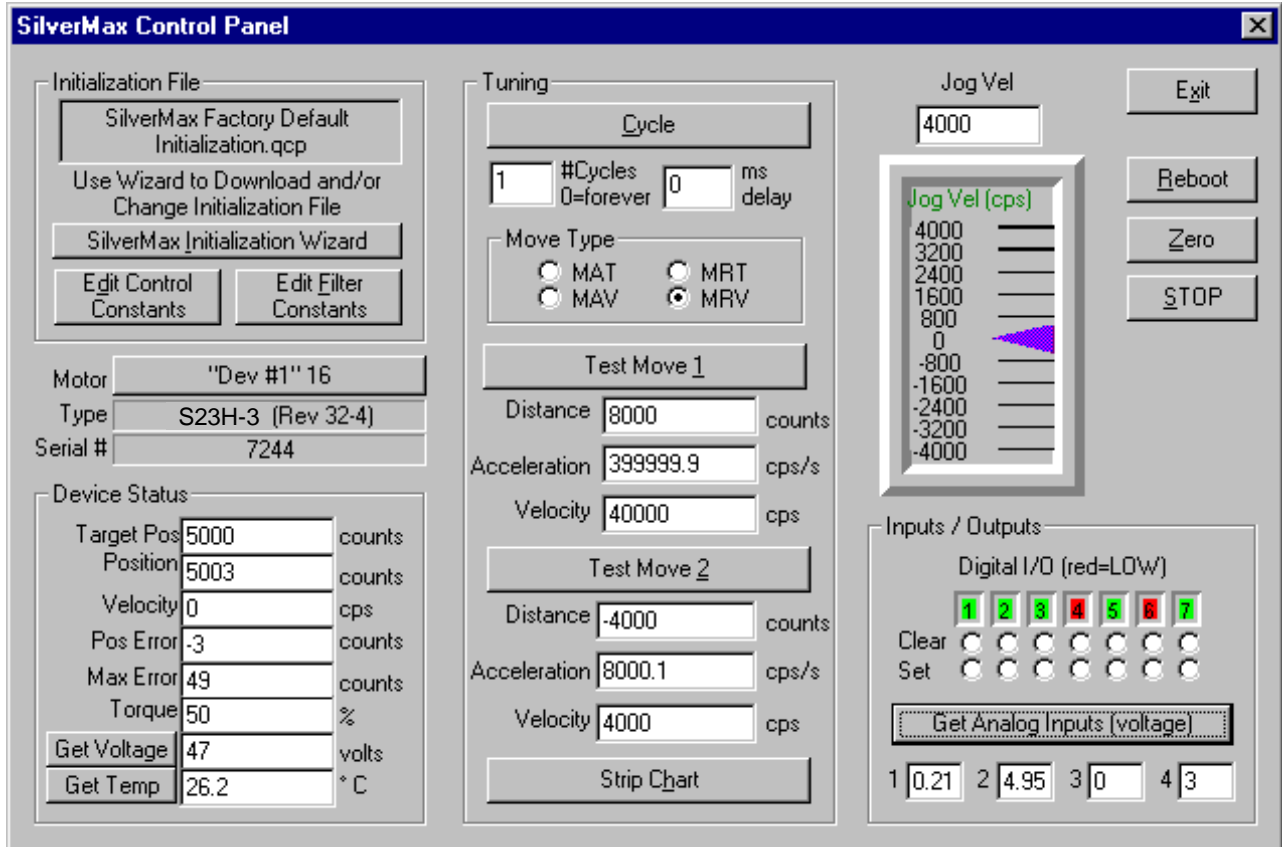 SilverMax Control Panel
Initialization File
SilverMax Factory Default
Initialization.qcp
Use Wizard to Download and/or
Change Initialization File
SilverMax Initialization Wizard
Edit Control
Constants
Edit Filter
Constants
Motor "Dev #1" 16
Type S23H-3 (Rev 32-4)
Serial # 7244
Device Status
Target Pos 5000 counts
Position 5003 counts
Velocity 0 cps
Pos Error -3 counts
Max Error 49 counts
Torque 50 %
Get Voltage 47 volts
Get Temp 26.2 ° C
Tuning
Cycle
1 #Cycles
0=forever
0 ms
delay
Move Type
MAT MRT
MAV MRV
Test Move 1
Distance 8000 counts
Acceleration 399999.9 cps/s
Velocity 40000 cps
Test Move 2
Distance -4000 counts
Acceleration 8000.1 cps/s
Velocity 4000 cps
Strip Chart
Jog Vel
4000
Jog Vel (cps)
4000
3200
2400
1600
800
0
-800
-1600
-2400
-3200
-4000
Exit
Reboot
Zero
STOP
Inputs / Outputs
Digital I/O (red=LOW)
1 2 3 4 5 6 7
Clear
Set
Get Analog Inputs (voltage)
1 0.21 2 4.95 3 0 4 3